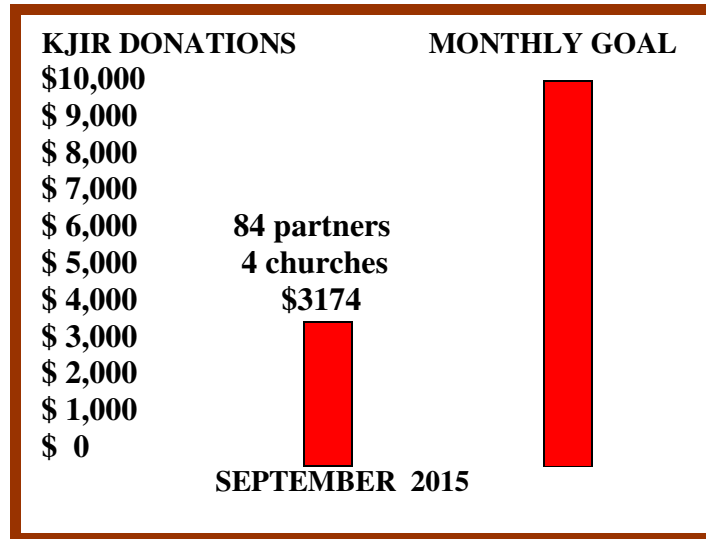 KJIR DONATIONS MONTHLY GOAL
$10,000
$ 9,000
$ 8,000
$ 7,000
$ 6,000 84 partners
$ 5,000 4 churches
$ 4,000 $3174
$ 3,000
$ 2,000
$ 1,000
$ 0
SEPTEMBER 2015